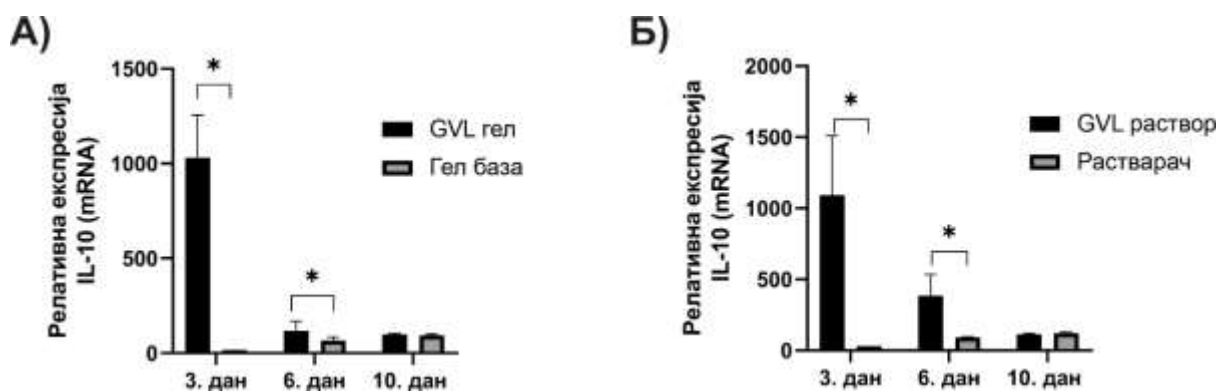 А)
Релативна експресија
IL-10 (mRNA)
1500
1000
500
0
*
*
GVL гел
Гел база
3. дан
6. дан
10. дан
Б)
Релативна експресија
IL-10 (mRNA)
2000
1500
1000
500
0
*
*
GVL раствор
Растварач
3. дан
6. дан
10. дан